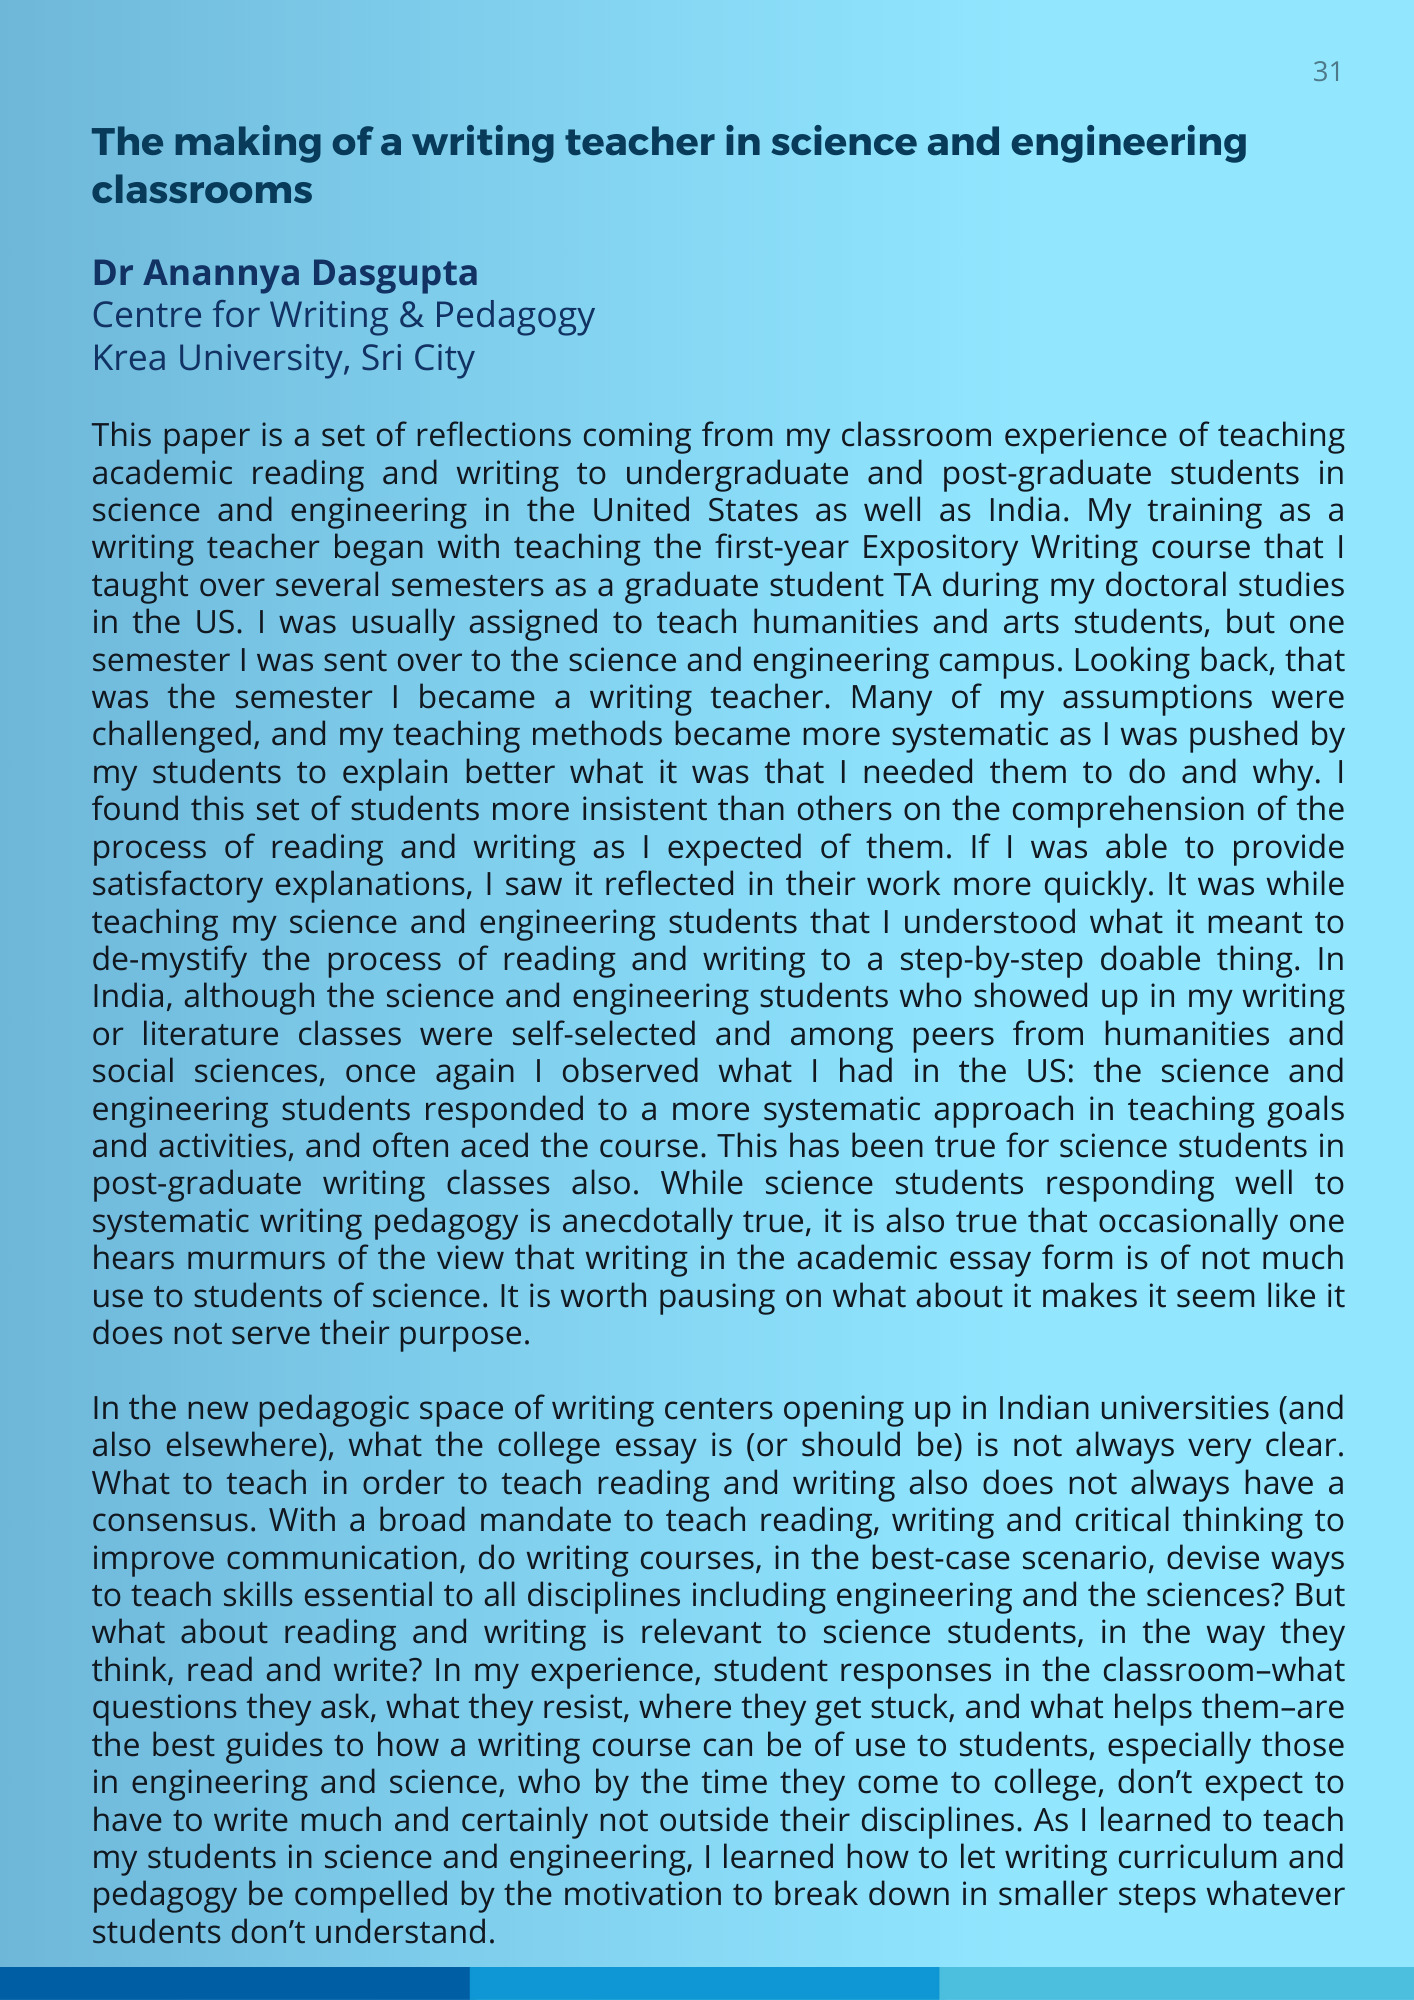 31
The making of a writing teacher in science and engineering
classrooms
Dr Anannya Dasgupta
Centre for Writing & Pedagogy
Krea University, Sri City
This paper is a set of reflections coming from my classroom experience of teaching
academic reading and writing to undergraduate and post-graduate students in
science and engineering in the United States as well as India. My training as a
writing teacher began with teaching the first-year Expository Writing course that I
taught over several semesters as a graduate student TA during my doctoral studies
in the US. I was usually assigned to teach humanities and arts students, but one
semester I was sent over to the science and engineering campus. Looking back, that
was the semester I became a writing teacher. Many of my assumptions were
challenged, and my teaching methods became more systematic as I was pushed by
my students to explain better what it was that I needed them to do and why. I
found this set of students more insistent than others on the comprehension of the
process of reading and writing as I expected of them. If I was able to provide
satisfactory explanations, I saw it reflected in their work more quickly. It was while
teaching my science and engineering students that I understood what it meant to
de-mystify the process of reading and writing to a step-by-step doable thing. In
India, although the science and engineering students who showed up in my writing
or literature classes were self-selected and among peers from humanities and
social sciences, once again I observed what I had in the US: the science and
engineering students responded to a more systematic approach in teaching goals
and activities, and often aced the course. This has been true for science students in
post-graduate writing classes also. While science students responding well to
systematic writing pedagogy is anecdotally true, it is also true that occasionally one
hears murmurs of the view that writing in the academic essay form is of not much
use to students of science. It is worth pausing on what about it makes it seem like it
does not serve their purpose.
In the new pedagogic space of writing centers opening up in Indian universities (and
also elsewhere), what the college essay is (or should be) is not always very clear.
What to teach in order to teach reading and writing also does not always have a
consensus. With a broad mandate to teach reading, writing and critical thinking to
improve communication, do writing courses, in the best-case scenario, devise ways
to teach skills essential to all disciplines including engineering and the sciences? But
what about reading and writing is relevant to science students, in the way they
think, read and write? In my experience, student responses in the classroom–what
questions they ask, what they resist, where they get stuck, and what helps them–are
the best guides to how a writing course can be of use to students, especially those
in engineering and science, who by the time they come to college, don’t expect to
have to write much and certainly not outside their disciplines. As I learned to teach
my students in science and engineering, I learned how to let writing curriculum and
pedagogy be compelled by the motivation to break down in smaller steps whatever
students don’t understand.